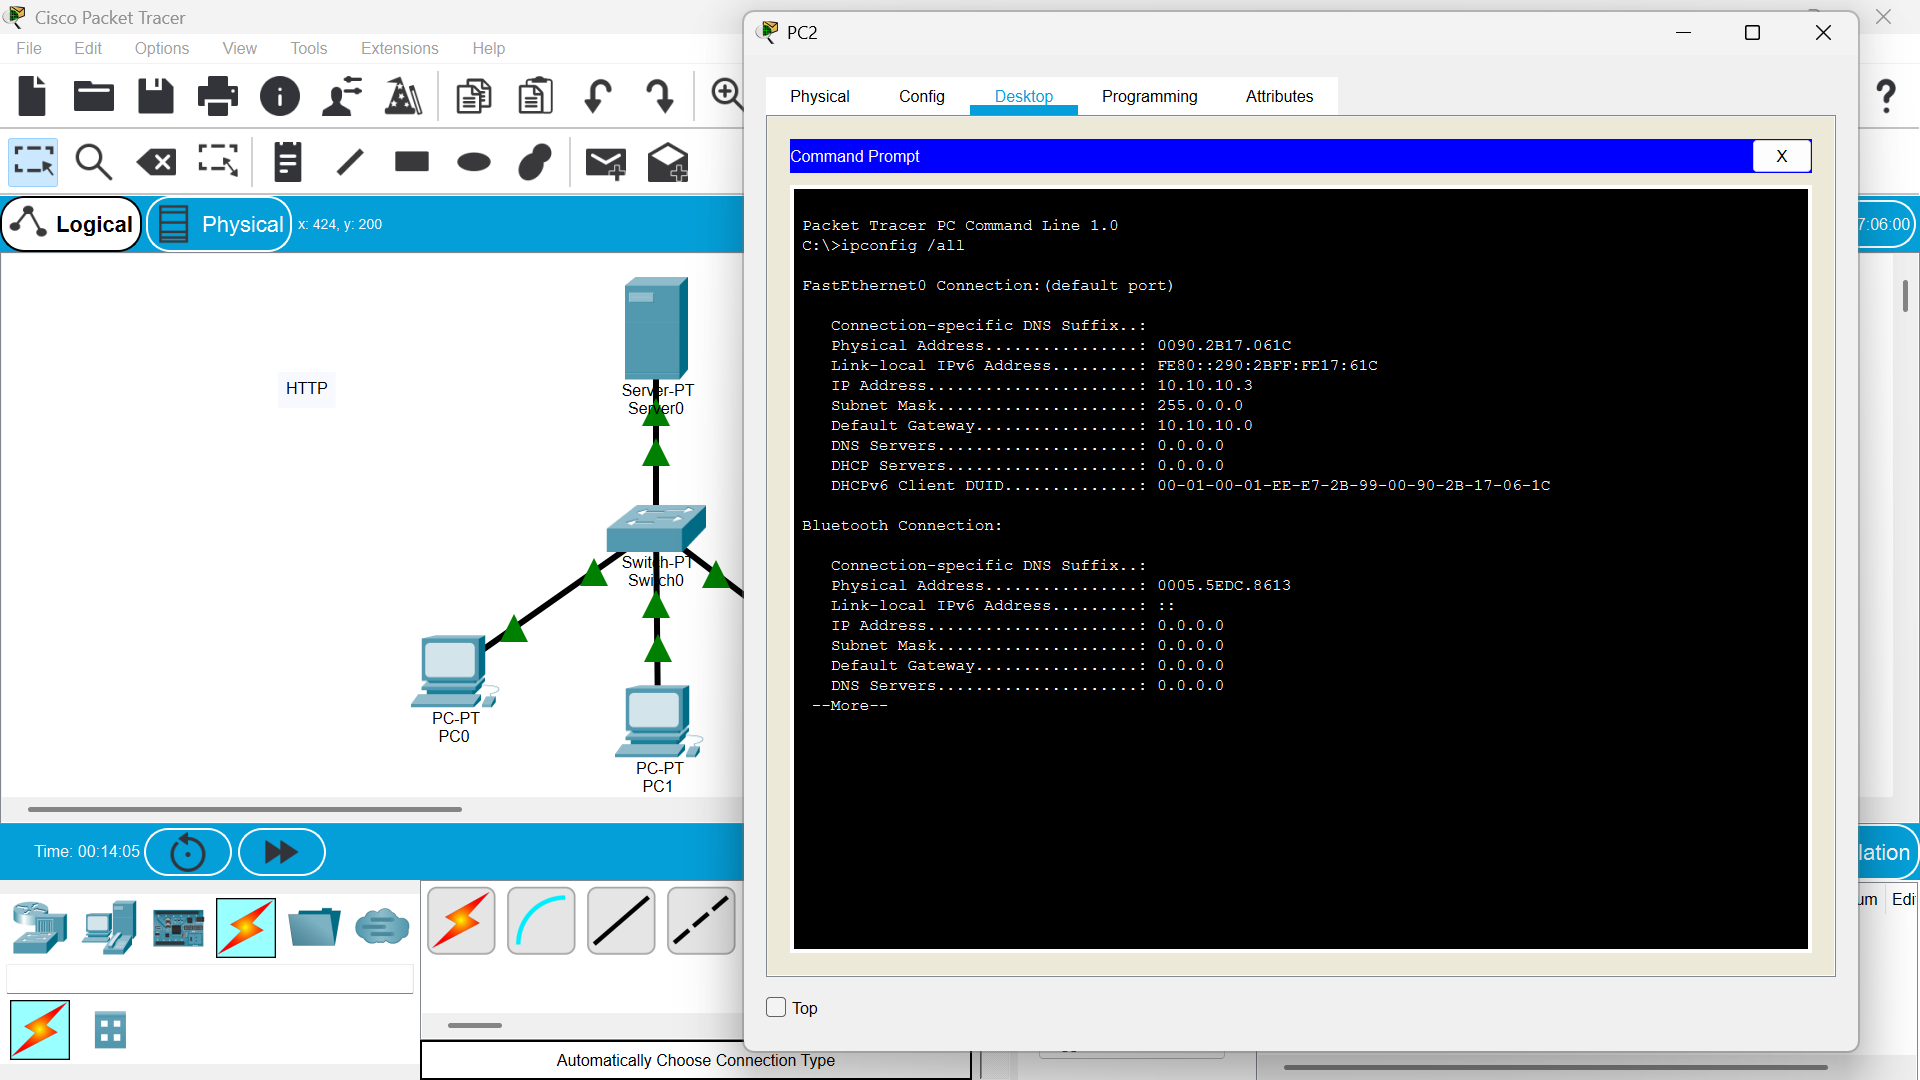 Cisco Packet Tracer
File Edit Options View Tools Extensions Help
Logical Physical x: 424, y: 200
HTTP
Server-PT
Server0
Switch-PT
Switch0
PC-PT
PC0
PC-PT
PC1
Time: 00:14:05
Automatically Choose Connection Type
PC2
Physical Config Desktop Programming Attributes
Command Prompt
X
Packet Tracer PC Command Line 1.0
C:\>ipconfig /all
FastEthernet0 Connection:(default port)
Connection-specific DNS Suffix..:
Physical Address................: 0090.2B17.061C
Link-local IPv6 Address.........: FE80::290:2BFF:FE17:61C
IP Address......................: 10.10.10.3
Subnet Mask.....................: 255.0.0.0
Default Gateway.................: 10.10.10.0
DNS Servers.....................: 0.0.0.0
DHCP Servers....................: 0.0.0.0
DHCPv6 Client DUID..............: 00-01-00-01-EE-E7-2B-99-00-90-2B-17-06-1C
Bluetooth Connection:
Connection-specific DNS Suffix..:
Physical Address................: 0005.5EDC.8613
Link-local IPv6 Address.........: ::
IP Address......................: 0.0.0.0
Subnet Mask.....................: 0.0.0.0
Default Gateway.................: 0.0.0.0
DNS Servers.....................: 0.0.0.0
--More--
Top
?
7:06:00
lation
um Edi